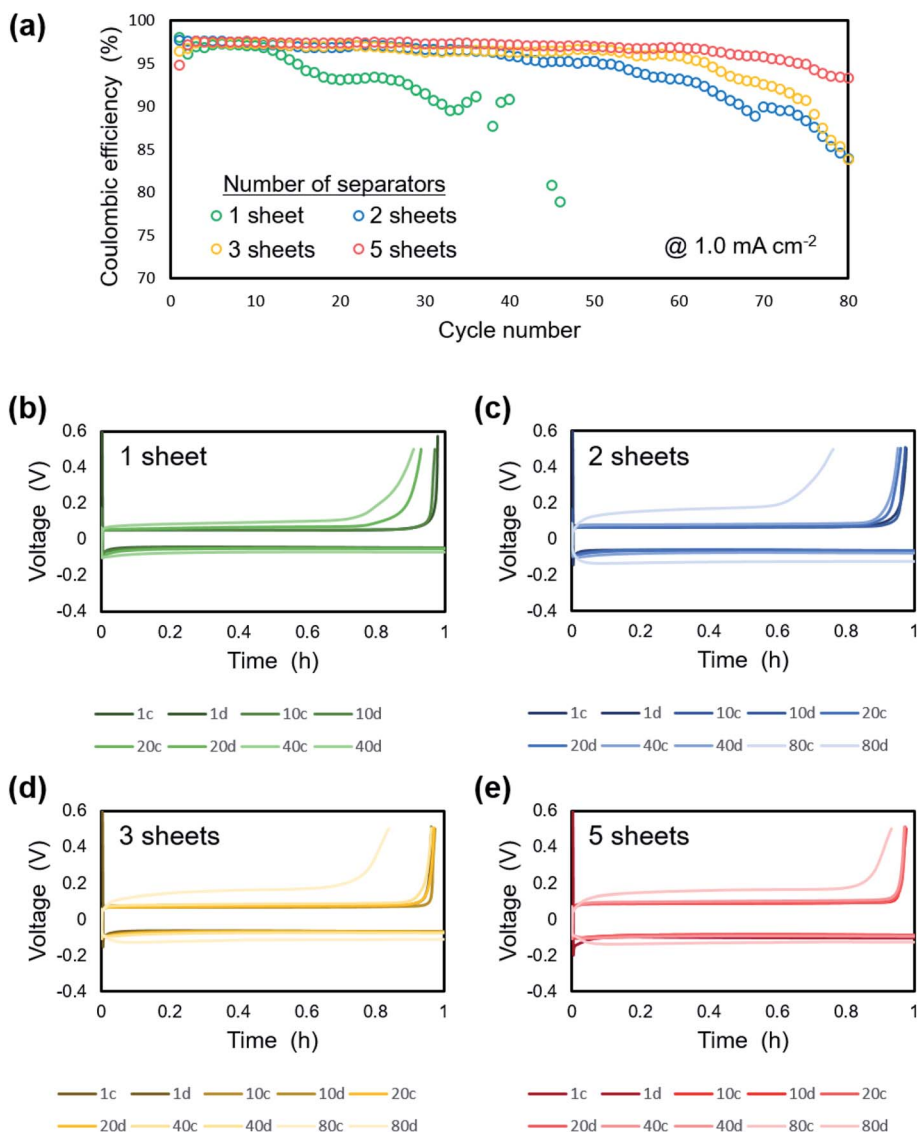 (a)
Coulombic efficiency (%)
100
95
90
85
80
75
70
Number of separators
1 sheet
2 sheets
3 sheets
5 sheets
@ 1.0 mA cm-2
0 10 20 30 40 50 60 70 80
Cycle number
(b)
1 sheet
Voltage (V)
0.6
0.4
0.2
0
-0.2
-0.4
0 0.2 0.4 0.6 0.8 1
Time (h)
1c 1d 10c 10d
20c 20d 40c 40d
(c)
2 sheets
Voltage (V)
0.6
0.4
0.2
0
-0.2
-0.4
0 0.2 0.4 0.6 0.8 1
Time (h)
1c 1d 10c 10d 20c
20d 40c 40d 80c 80d
(d)
3 sheets
Voltage (V)
0.6
0.4
0.2
0
-0.2
-0.4
0 0.2 0.4 0.6 0.8 1
Time (h)
1c 1d 10c 10d 20c
20d 40c 40d 80c 80d
(e)
5 sheets
Voltage (V)
0.6
0.4
0.2
0
-0.2
-0.4
0 0.2 0.4 0.6 0.8 1
Time (h)
1c 1d 10c 10d 20c
20d 40c 40d 80c 80d